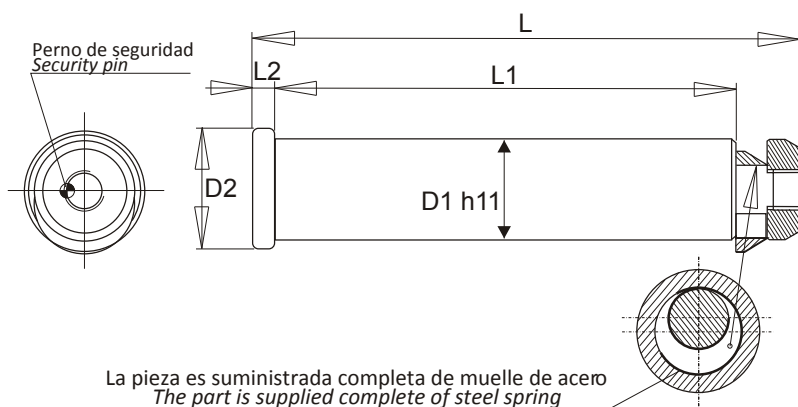 L
Perno de seguridad
Security pin
L2
L1
D2
D1 h11
La pieza es suministrada completa de muelle de acero
The part is supplied complete of steel spring